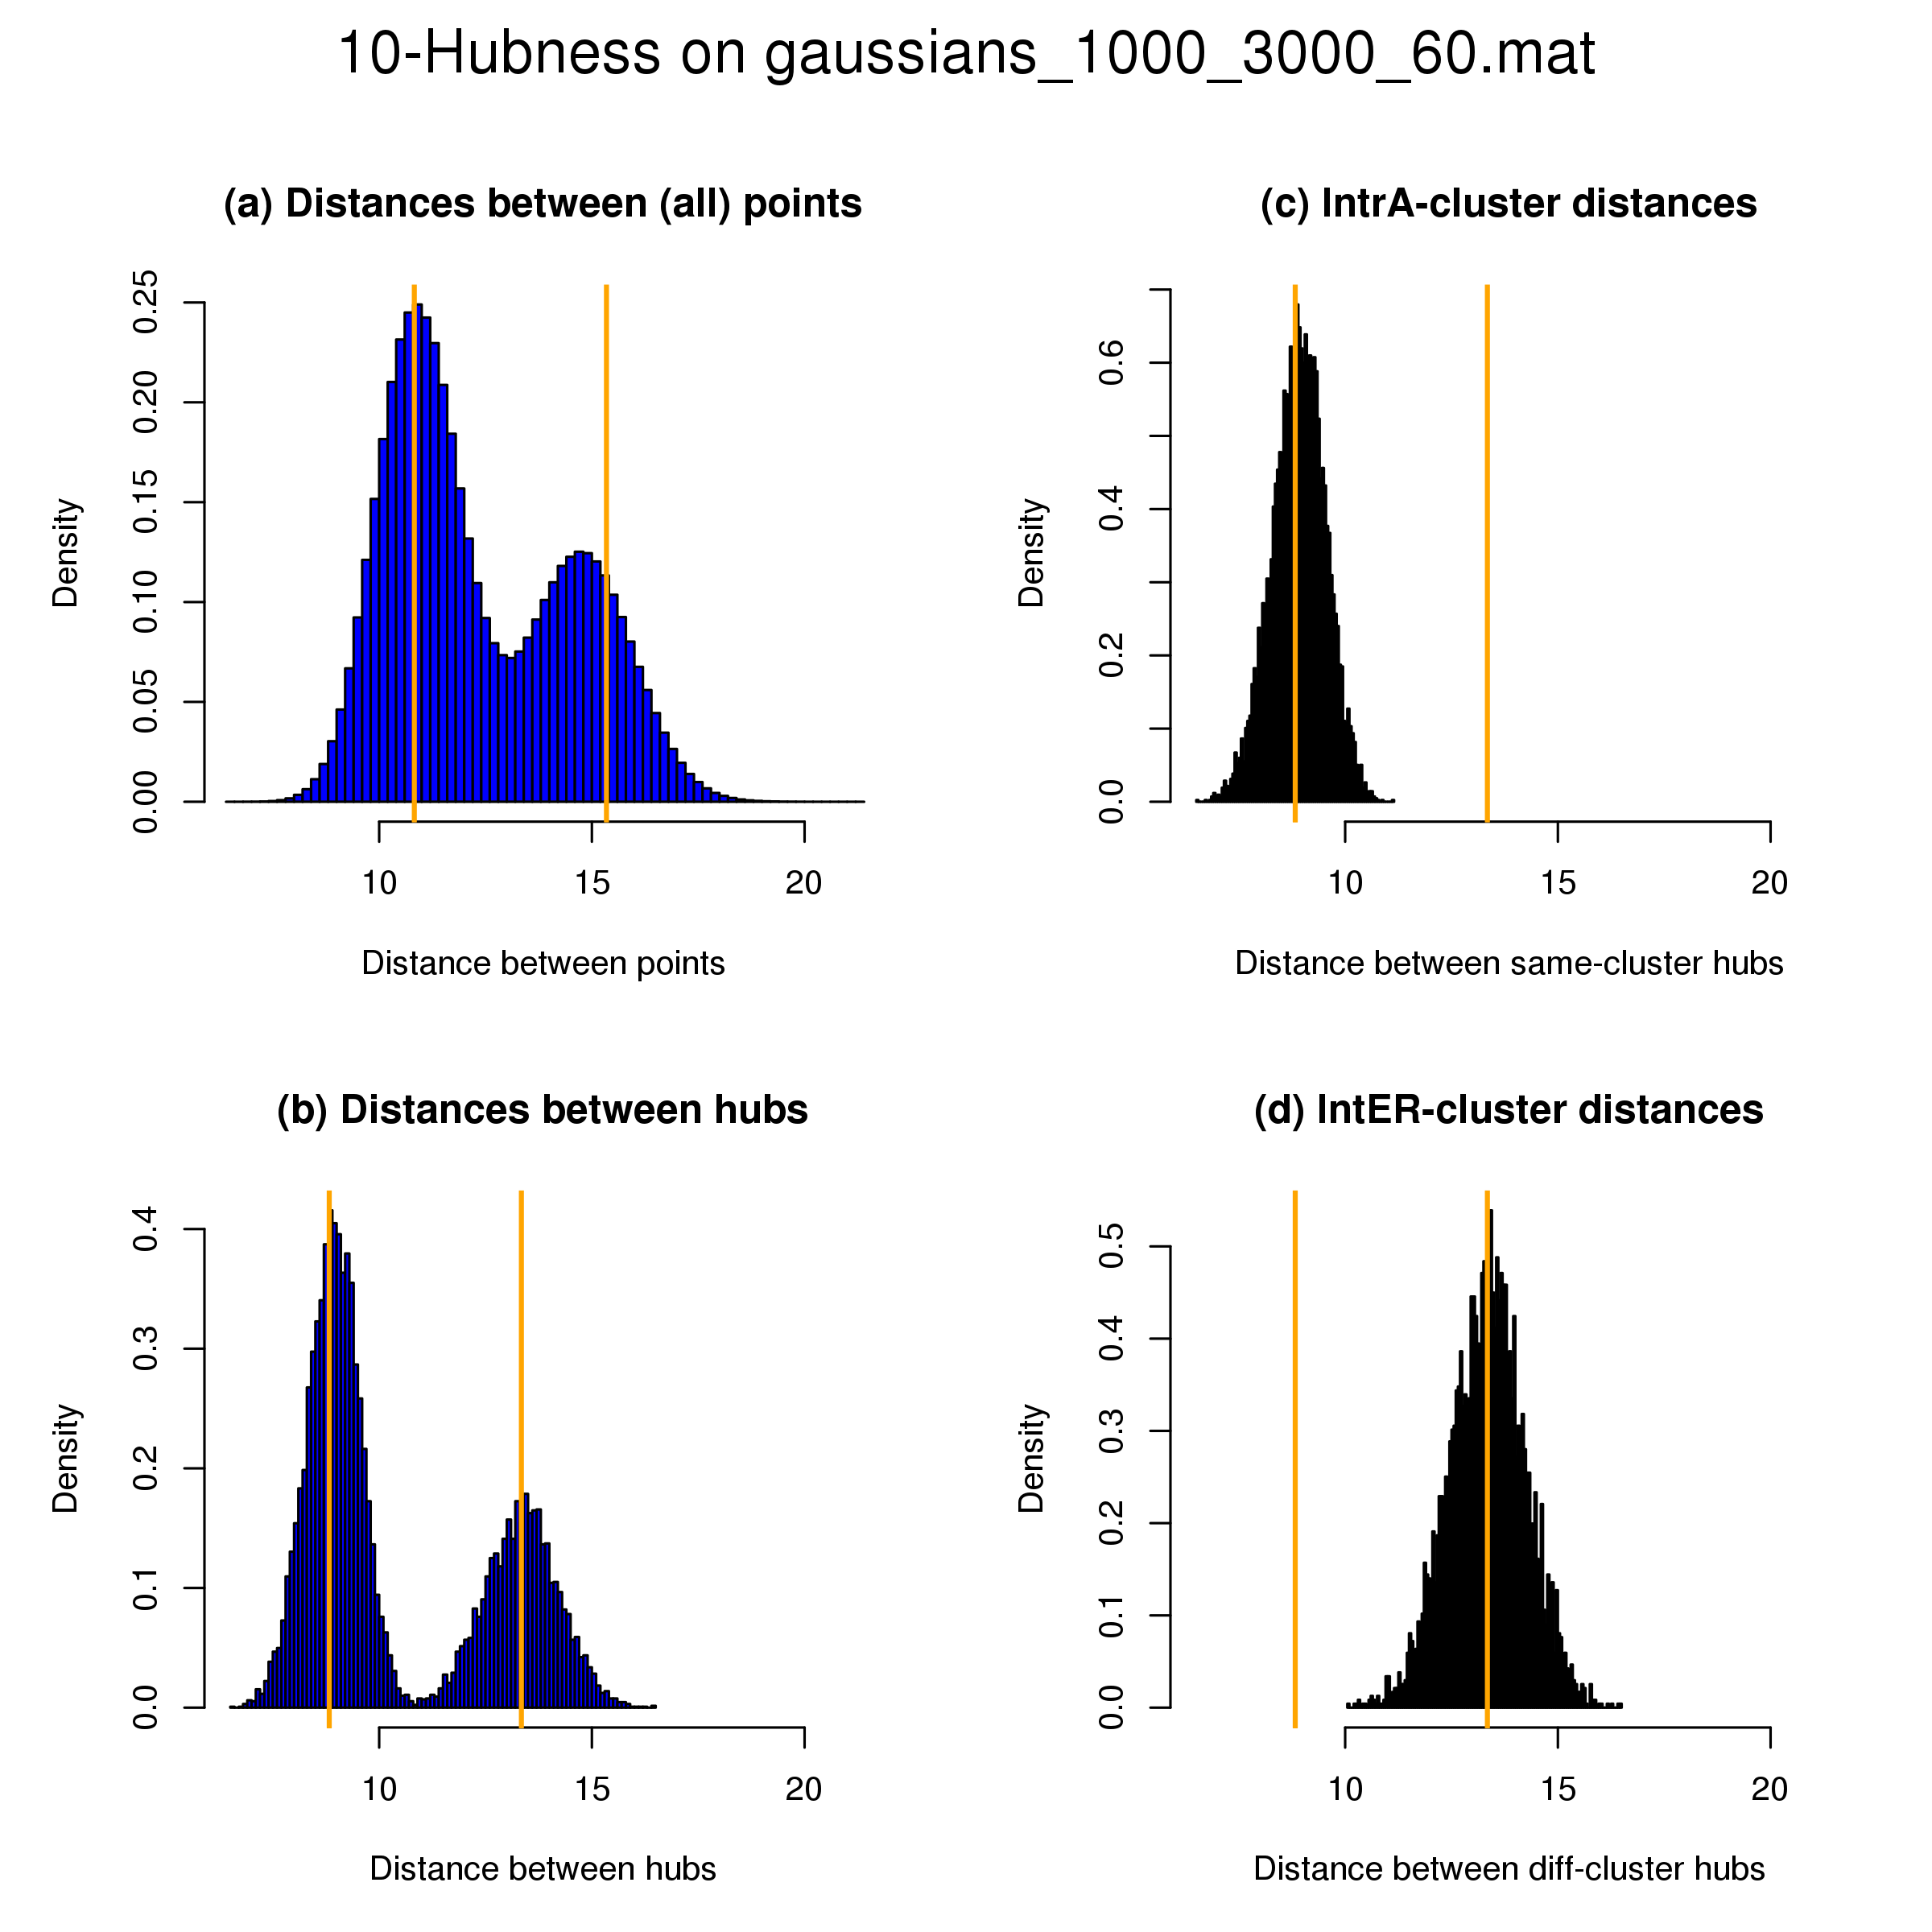 10-Hubness on gaussians_1000_3000_60.mat
(a) Distances between (all) points
Density
0.00 0.05 0.10 0.15 0.20 0.25
10 15 20
Distance between points
(c) IntrA-cluster distances
Density
0.0 0.2 0.4 0.6
10 15 20
Distance between same-cluster hubs
(b) Distances between hubs
Density
0.0 0.1 0.2 0.3 0.4
10 15 20
Distance between hubs
(d) IntER-cluster distances
Density
0.0 0.1 0.2 0.3 0.4 0.5
10 15 20
Distance between diff-cluster hubs